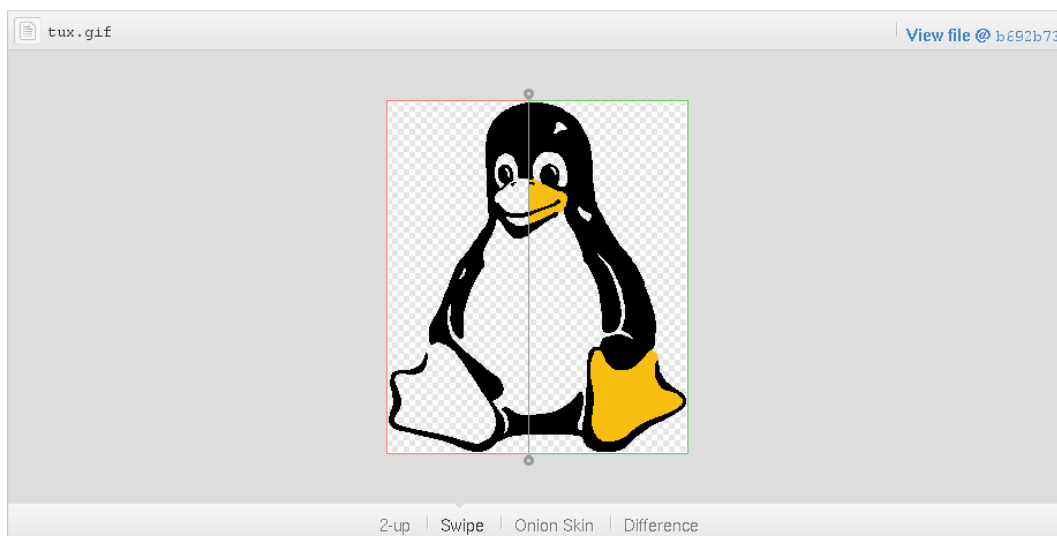 tux.gif
View file @ b692b73
2-up | Swipe | Onion Skin | Difference